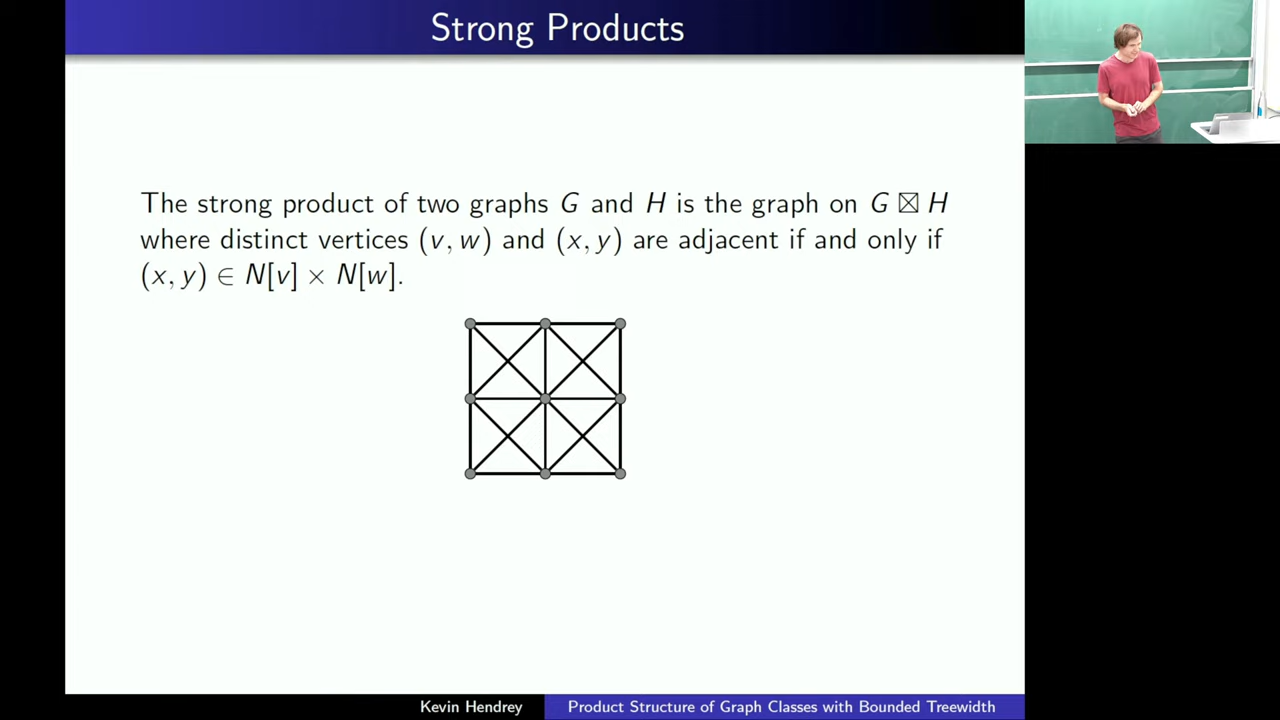 Strong Products
The strong product of two graphs G and H is the graph on G ⊠ H
where distinct vertices (v, w) and (x, y) are adjacent if and only if
(x, y) ∈ N[v] × N[w].
Kevin Hendrey
Product Structure of Graph Classes with Bounded Treewidth